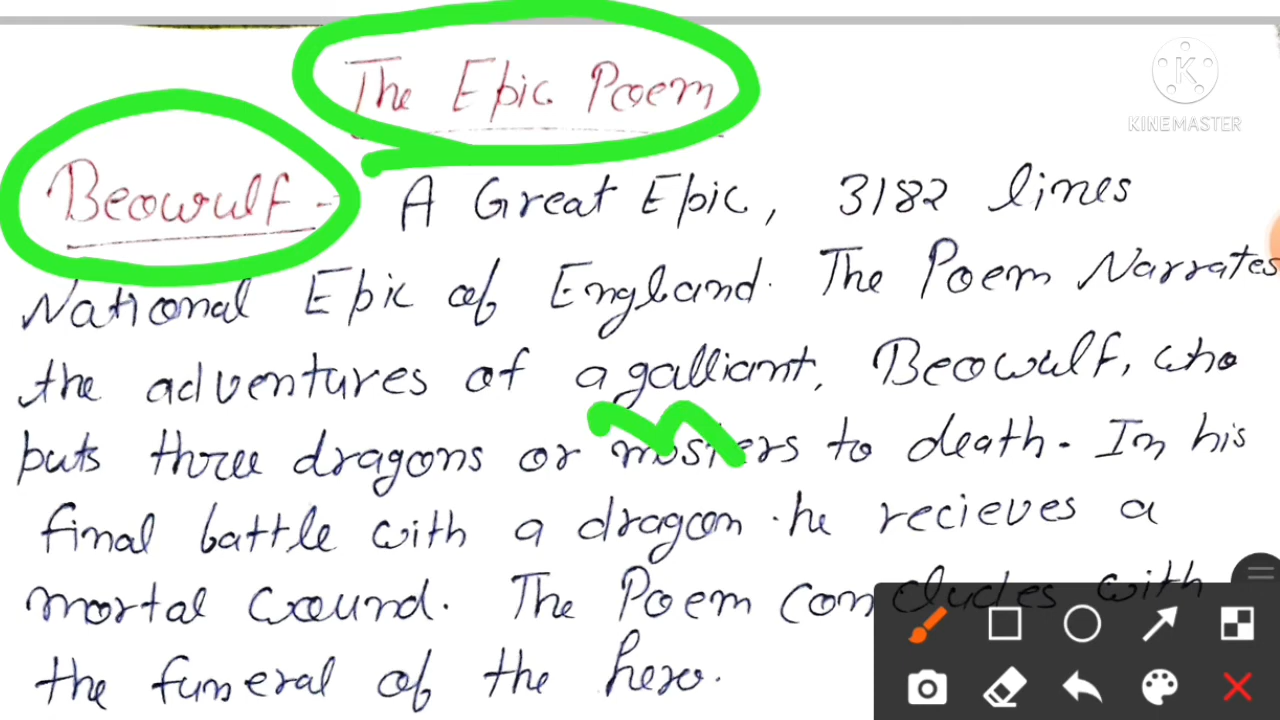 The Epic Poem
KINEMASTER
Beowulf - A Great Epic, 3182 lines
National Epic of England. The Poem Narrates
the adventures of a galliant, Beowulf, who
puts three dragons or mosters to death. In his
final battle with a dragon. he recieves a
mortal wound. The Poem concludes with
the funeral of the hero.